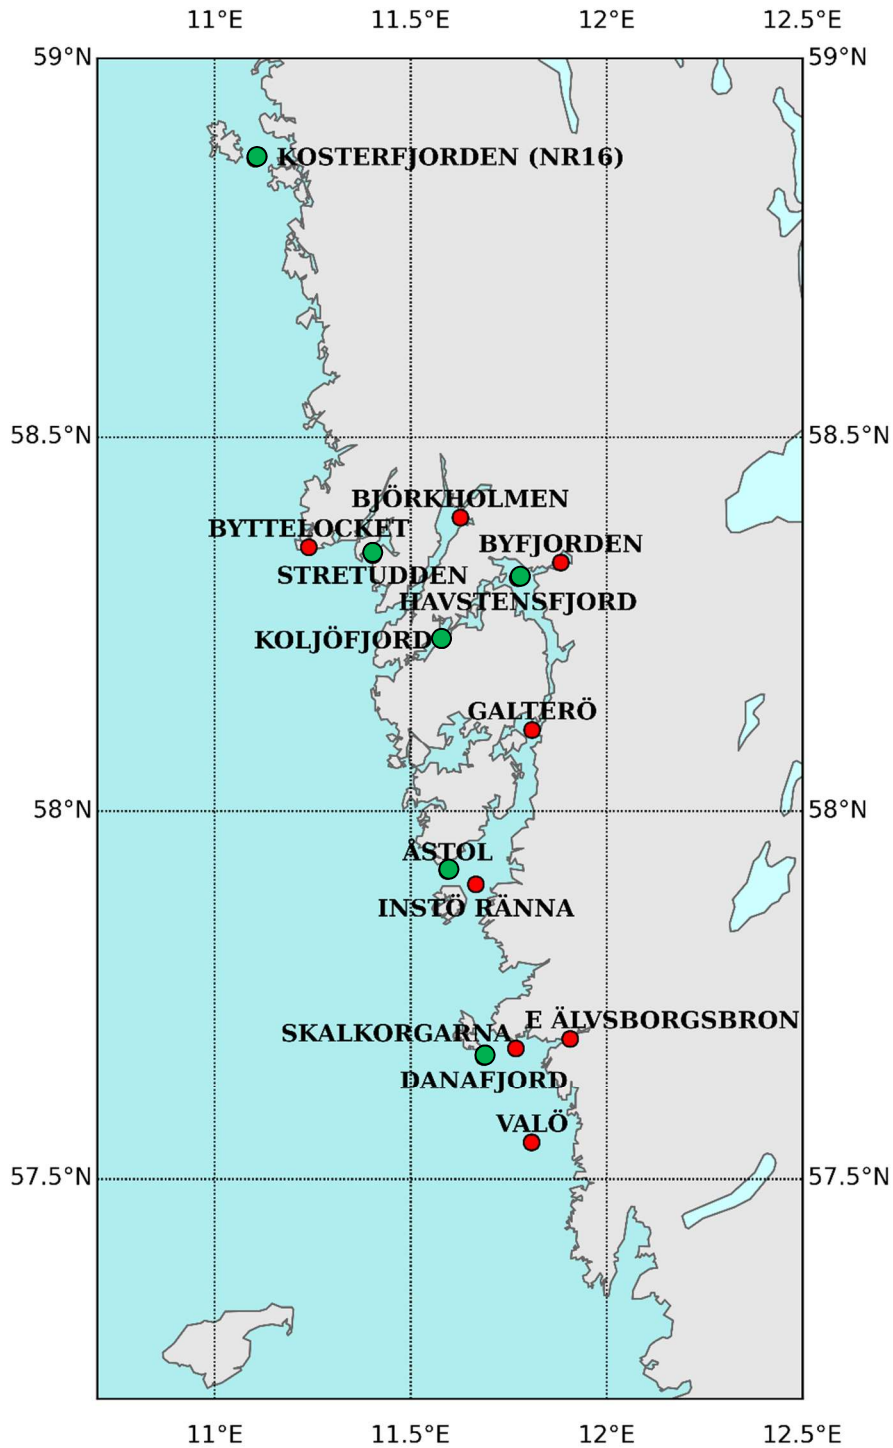 11°E 11.5°E 12°E 12.5°E
59°N 59°N
KOSTERFJORDEN (NR16)
58.5°N 58.5°N
BJÖRKHOLMEN
BYTTELOCKET
BYFJORDEN
STRETUDDEN
HAVSTENSFJORD
KOLJÖFJORD
GALTERÖ
58°N 58°N
ÅSTOL
INSTÖ RÄNNA
E ÄLVSBORGSBRON
SKALKORGARNA
DANAFJORD
VALÖ
57.5°N 57.5°N
11°E 11.5°E 12°E 12.5°E